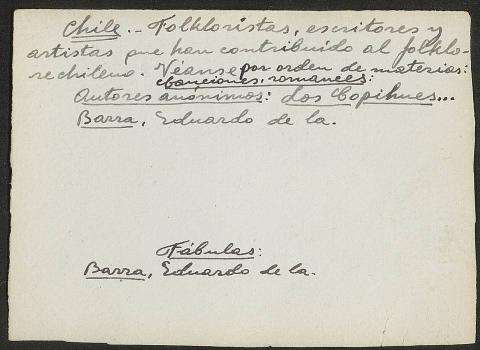 Chile.- Folkloristas, escritores y
artistas que han contribuido al folklo-
re chileno. Véanse por orden de materias:
Canciones, romances:
Autores anónimos: Los Copihues...
Barra, Eduardo de la.
Fábulas:
Barra, Eduardo de la.